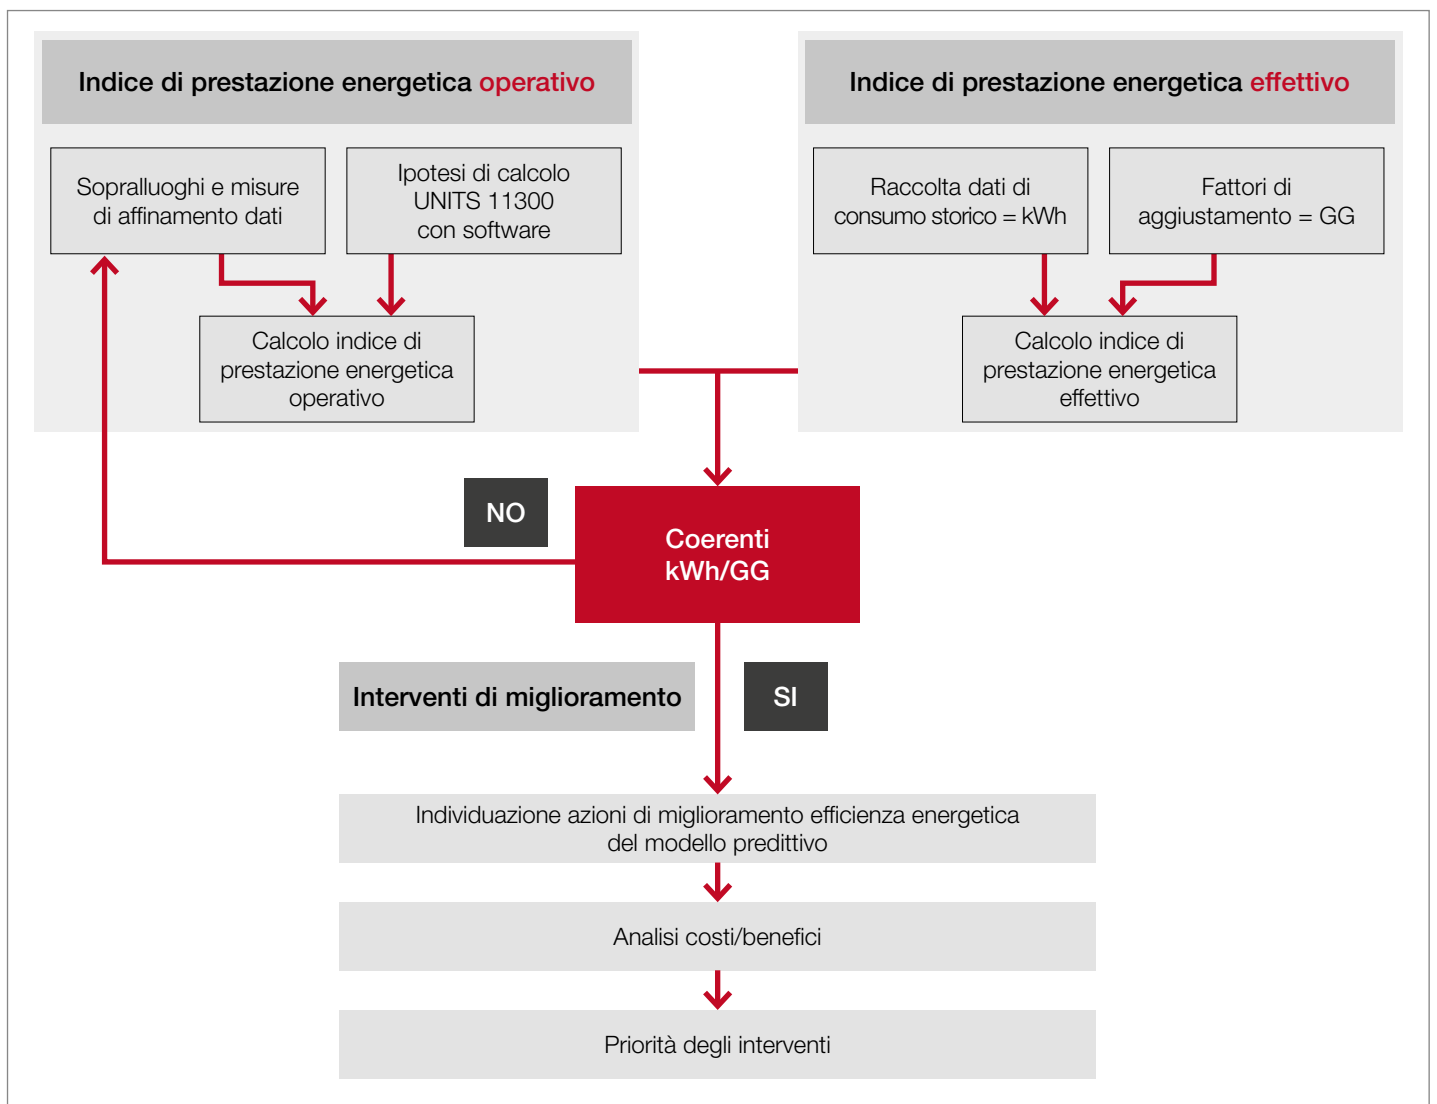 Indice di prestazione energetica operativo
Sopralluoghi e misure
di affinamento dati
Ipotesi di calcolo
UNITS 11300
con software
Calcolo indice di
prestazione energetica
operativo
Indice di prestazione energetica effettivo
Raccolta dati di
consumo storico = kWh
Fattori di
aggiustamento = GG
Calcolo indice di
prestazione energetica
effettivo
NO
Coerenti
kWh/GG
Interventi di miglioramento
SI
Individuazione azioni di miglioramento efficienza energetica
del modello predittivo
Analisi costi/benefici
Priorità degli interventi